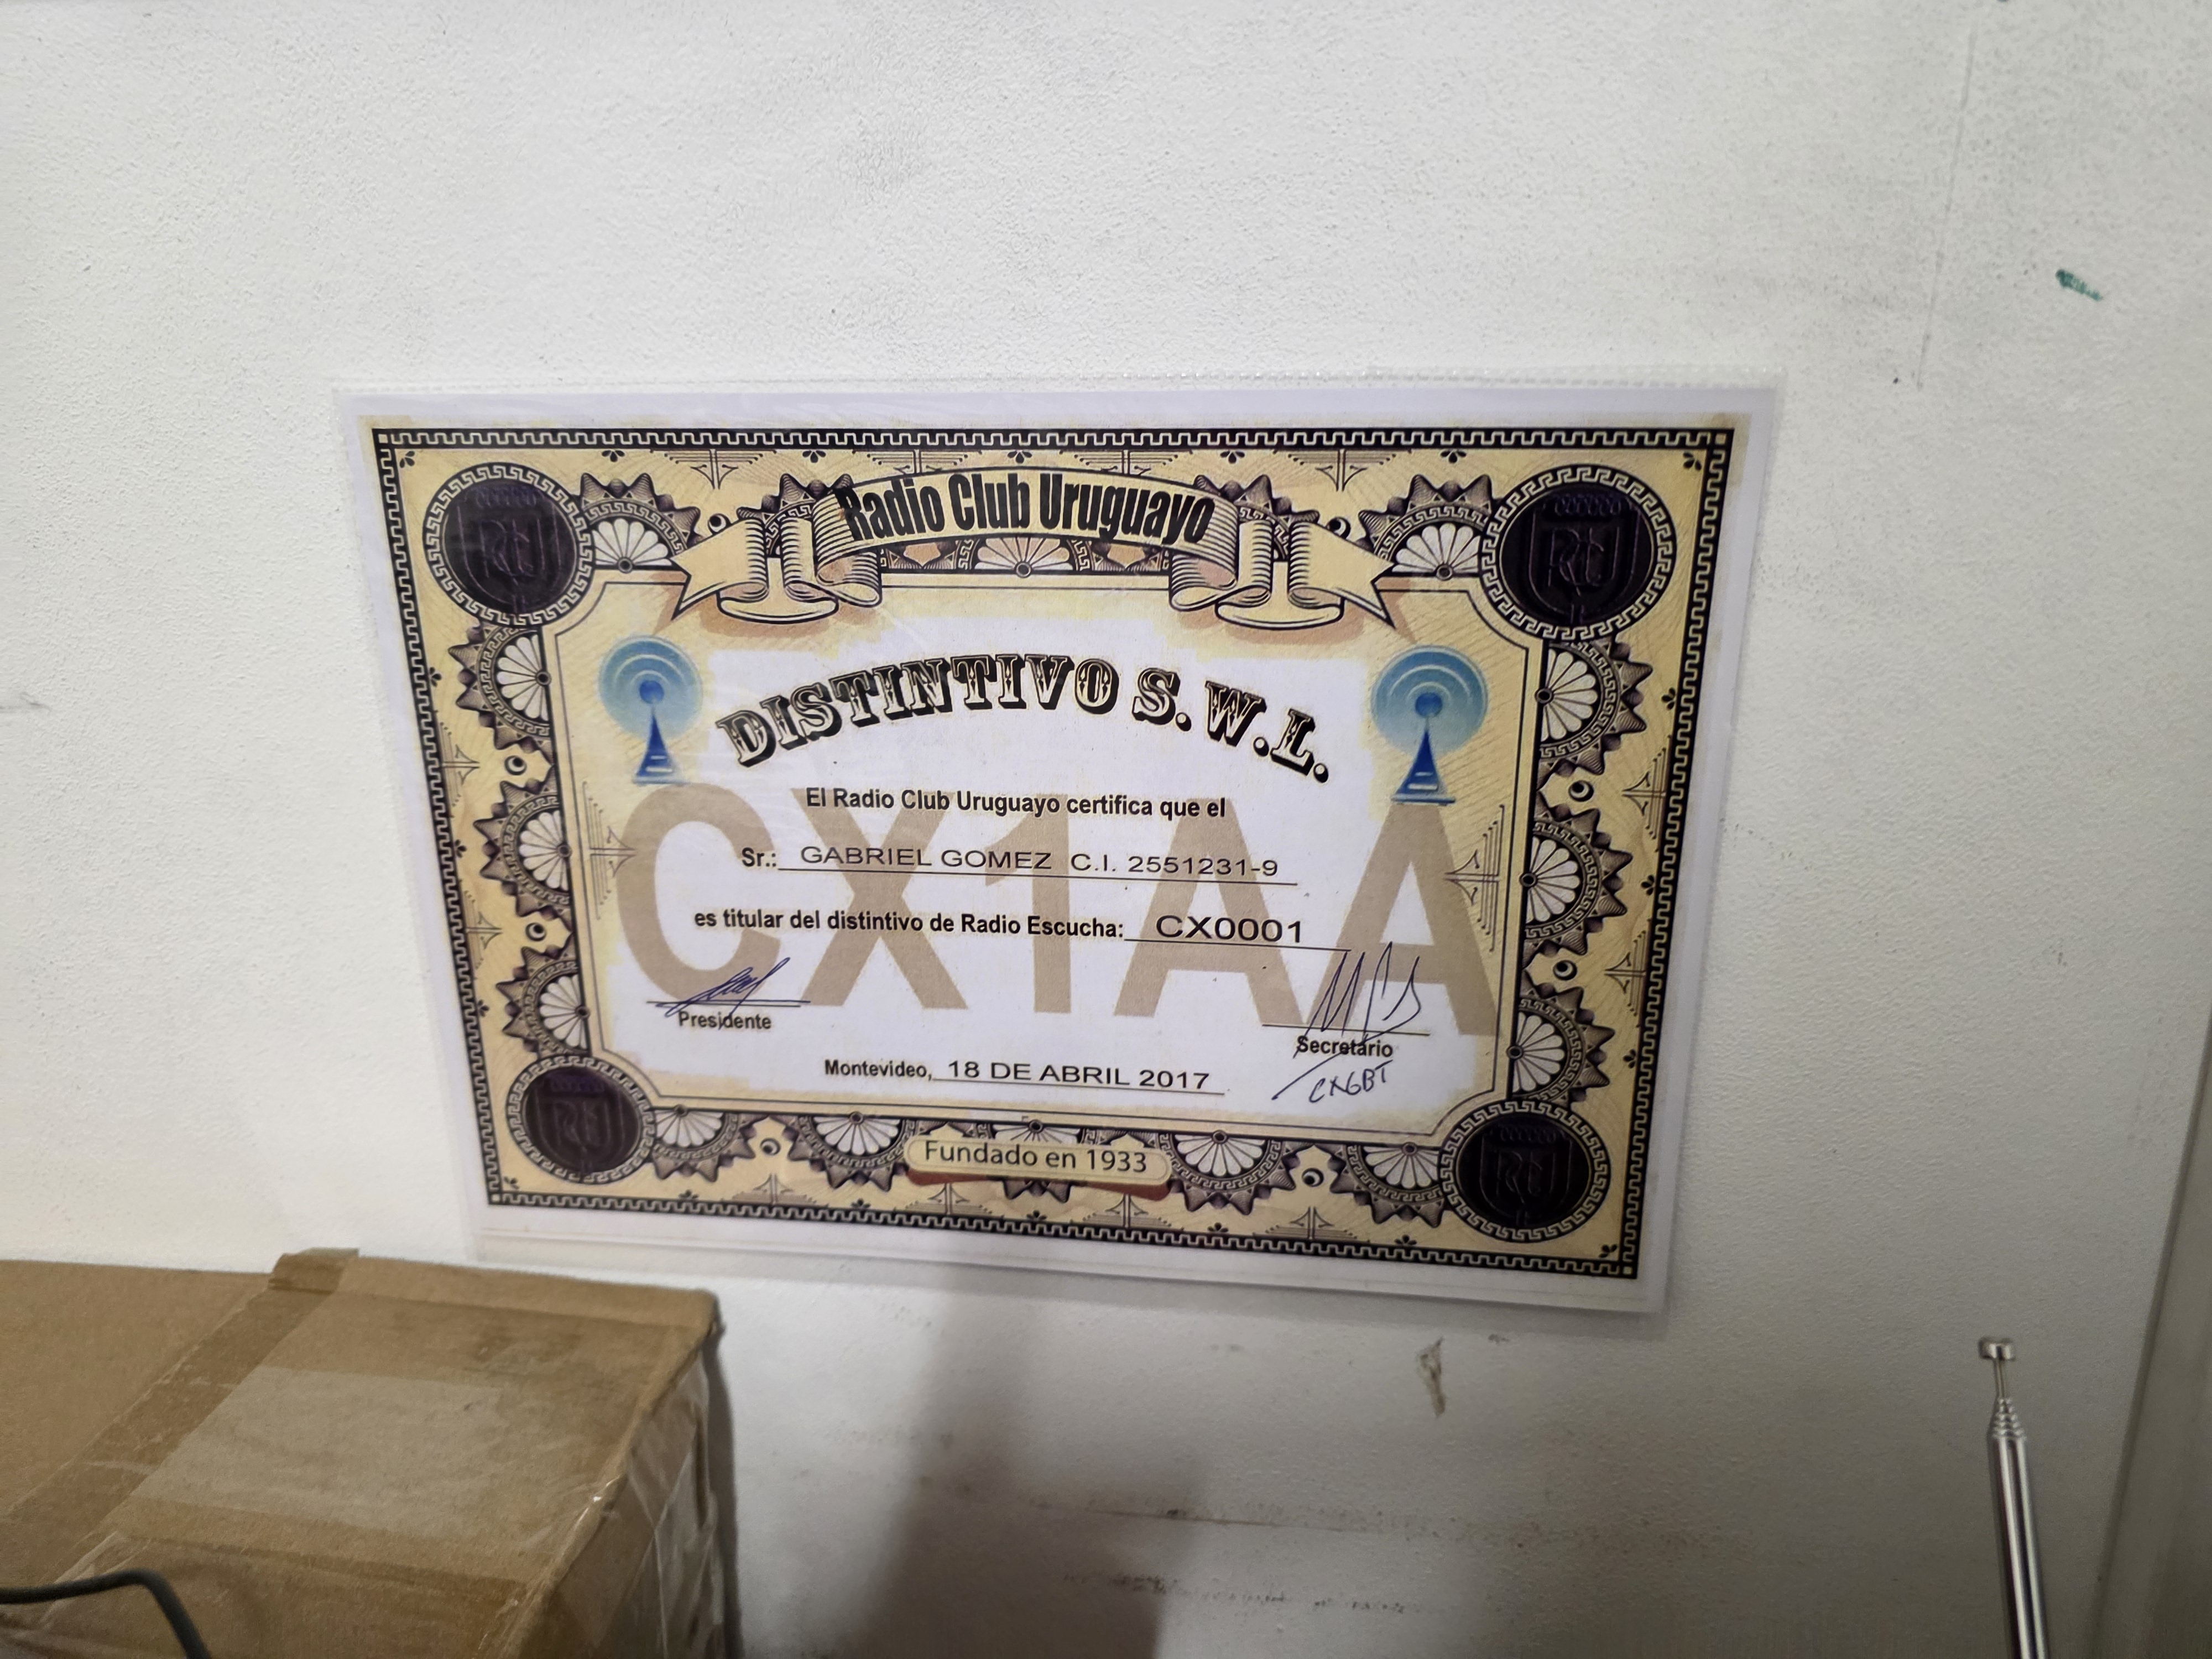 Radio Club Uruguayo
DISTINTIVO S.W.L.
CX1AA
El Radio Club Uruguayo certifica que el
Sr.: GABRIEL GOMEZ C.I. 2551231-9
es titular del distintivo de Radio Escucha: CX0001
Presidente
Secretario
CX6BT
Montevideo, 18 DE ABRIL 2017
Fundado en 1933